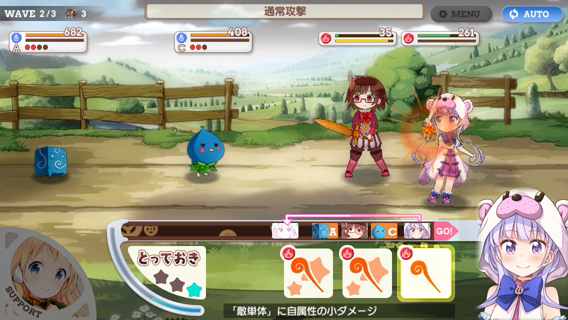 WAVE 2/3 3
通常攻撃
MENU
AUTO
682
A
408
C
35
261
A C GO!
とっておき
SUPPORT
「敵単体」に自属性の小ダメージ